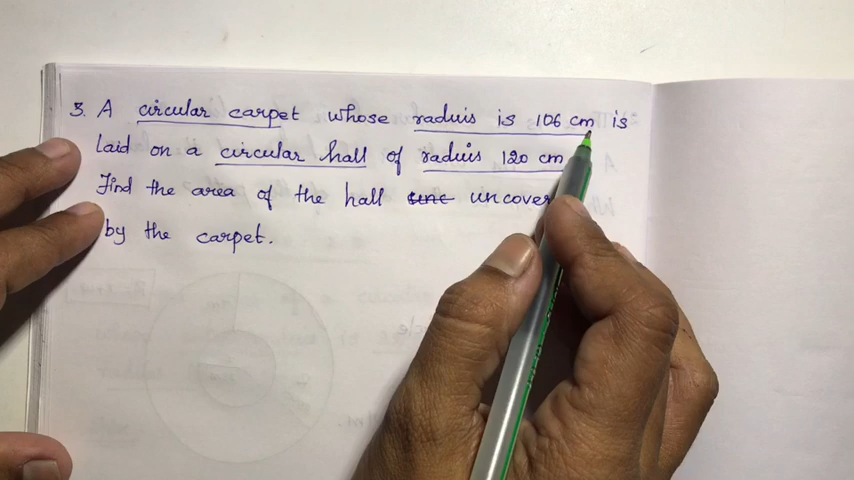 3. A circular carpet whose raduis is 106 cm is
laid on a circular hall of raduis 120 cm
Find the area of the hall unc uncover
by the carpet.